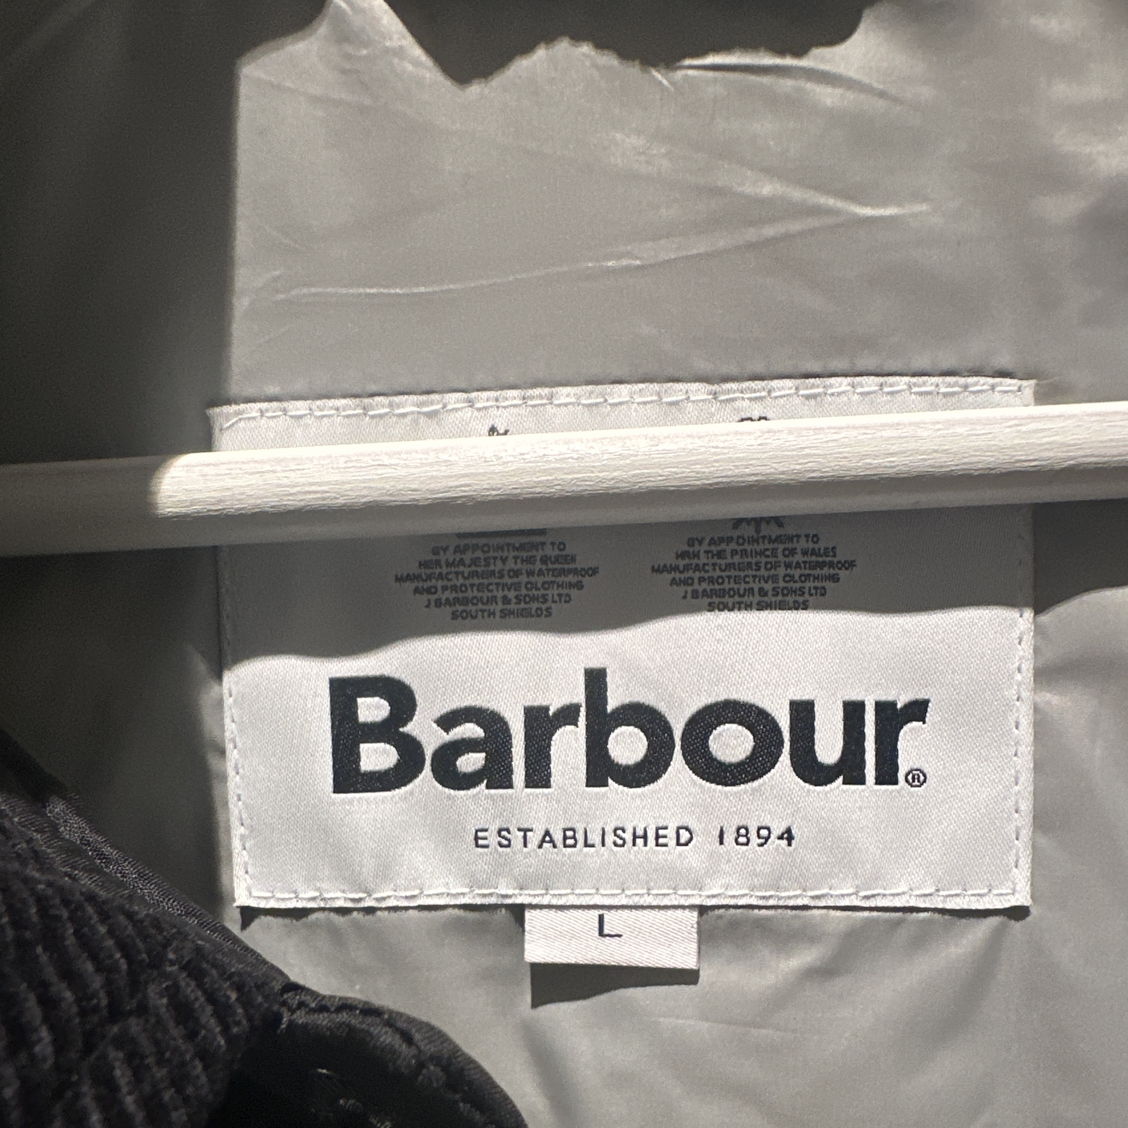 BY APPOINTMENT TO
HER MAJESTY THE QUEEN
MANUFACTURERS OF WATERPROOF
AND PROTECTIVE CLOTHING
J BARBOUR & SONS LTD
SOUTH SHIELDS
BY APPOINTMENT TO
HRH THE PRINCE OF WALES
MANUFACTURERS OF WATERPROOF
AND PROTECTIVE CLOTHING
J BARBOUR & SONS LTD
SOUTH SHIELDS
Barbour®
ESTABLISHED 1894
L